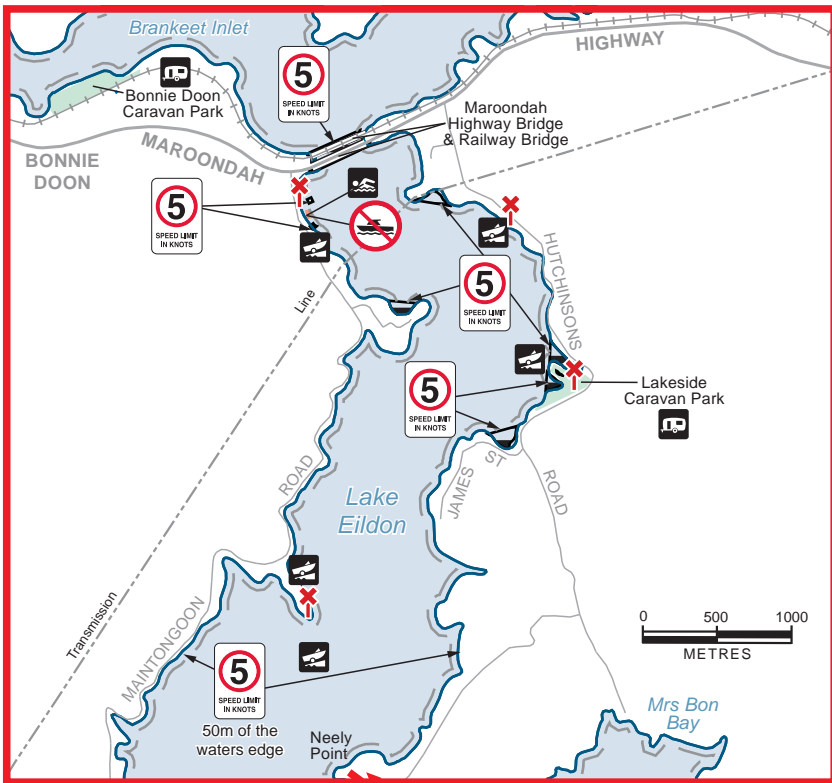 Brankeet Inlet
HIGHWAY
5
SPEED LIMIT
IN KNOTS
Bonnie Doon
Caravan Park
Maroondah
Highway Bridge
& Railway Bridge
MAROONDAH
BONNIE
DOON
5
SPEED LIMIT
IN KNOTS
HUTCHINSONS
5
SPEED LIMIT
IN KNOTS
Line
5
SPEED LIMIT
IN KNOTS
Lakeside
Caravan Park
JAMES
ST
ROAD
ROAD
Lake
Eildon
Transmission
MAINTONGOON
0 500 1000
METRES
5
SPEED LIMIT
IN KNOTS
50m of the
waters edge
Neely
Point
Mrs Bon
Bay